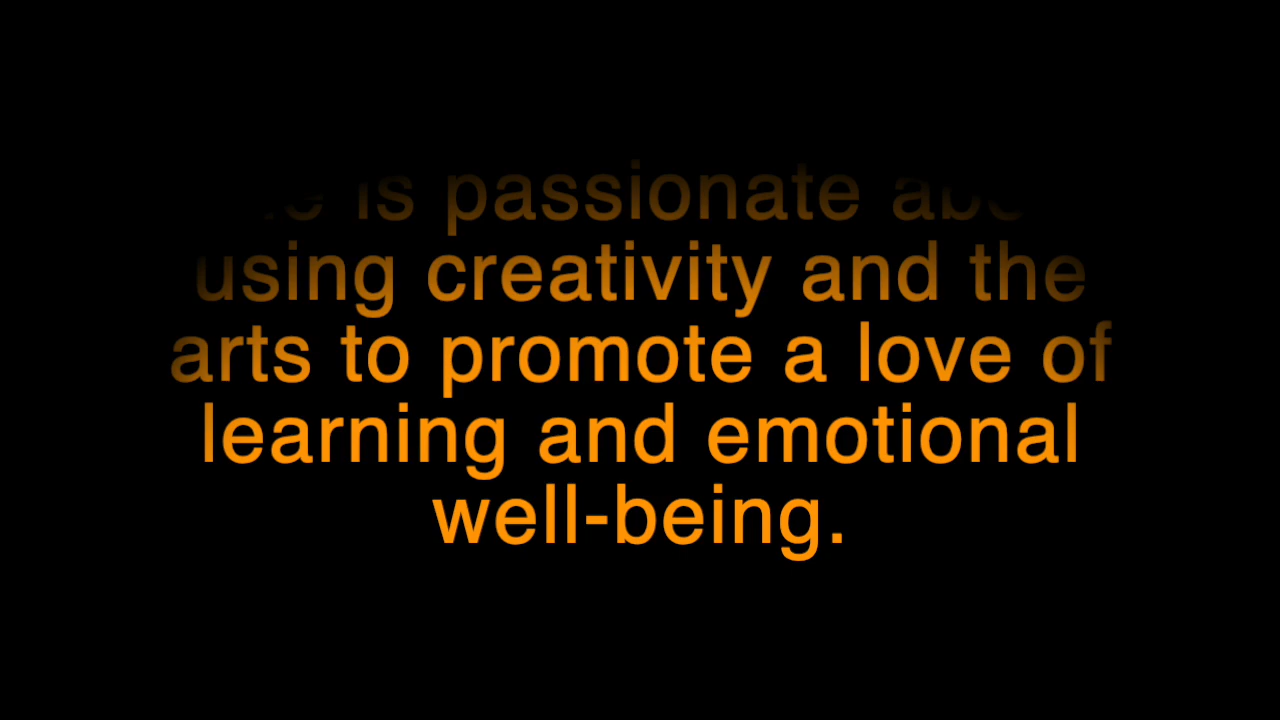 is passionate
using creativity and the
arts to promote a love of
learning and emotional
well-being.